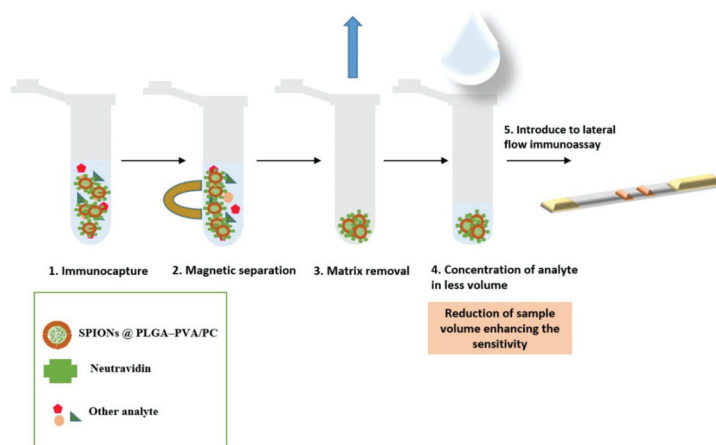 5. Introduce to lateral
flow immunoassay
1. Immunocapture
2. Magnetic separation
3. Matrix removal
4. Concentration of analyte
in less volume
Reduction of sample
volume enhancing the
sensitivity
SPIONs @ PLGA–PVA/PC
Neutravidin
Other analyte